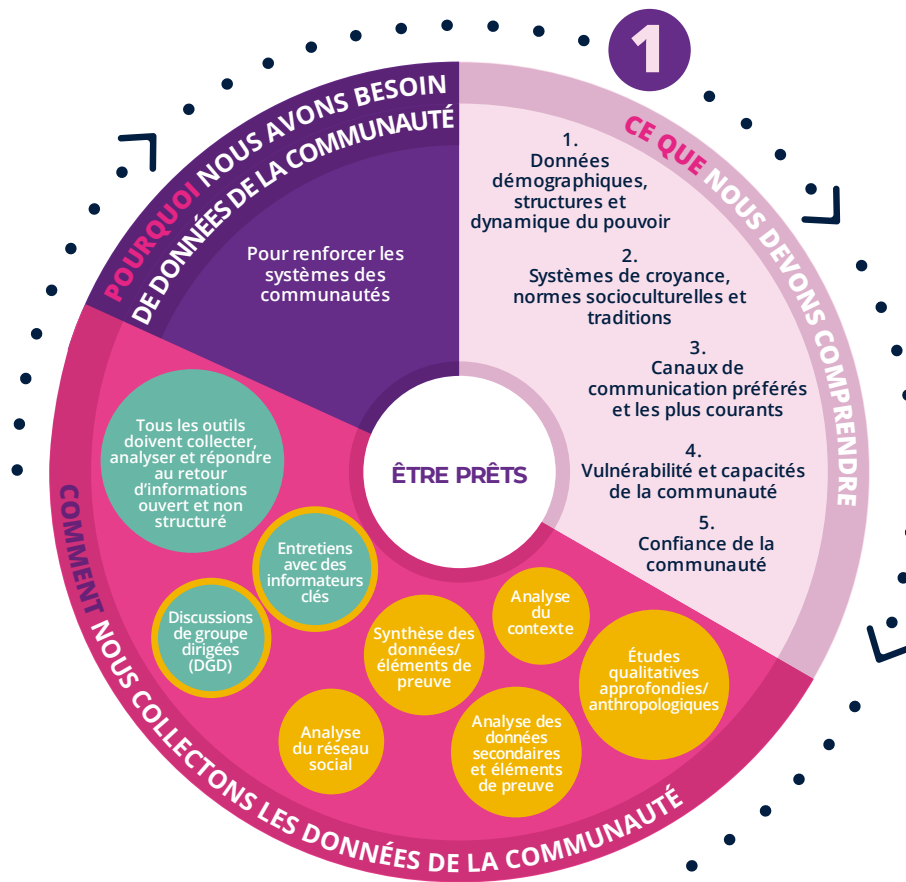 1
POURQUOI NOUS AVONS BESOIN
DE DONNÉES DE LA COMMUNAUTÉ
Pour renforcer les
systèmes des
communautés
CE QUE NOUS DEVONS COMPRENDRE
1.
Données
démographiques,
structures et
dynamique du pouvoir
2.
Systèmes de croyance,
normes socioculturelles et
traditions
3.
Canaux de
communication préférés
et les plus courants
4.
Vulnérabilité et capacités
de la communauté
5.
Confiance de la
communauté
ÊTRE PRÊTS
COMMENT NOUS COLLECTONS LES DONNÉES DE LA COMMUNAUTÉ
Tous les outils
doivent collecter,
analyser et répondre
au retour
d'informations
ouvert et non
structuré
Entretiens
avec des
informateurs
clés
Discussions
de groupe
dirigées
(DGD)
Synthèse des
données/
éléments de
preuve
Analyse
du
contexte
Études
qualitatives
approfondies/
anthropologiques
Analyse
du réseau
social
Analyse des
données
secondaires
et éléments
de preuve